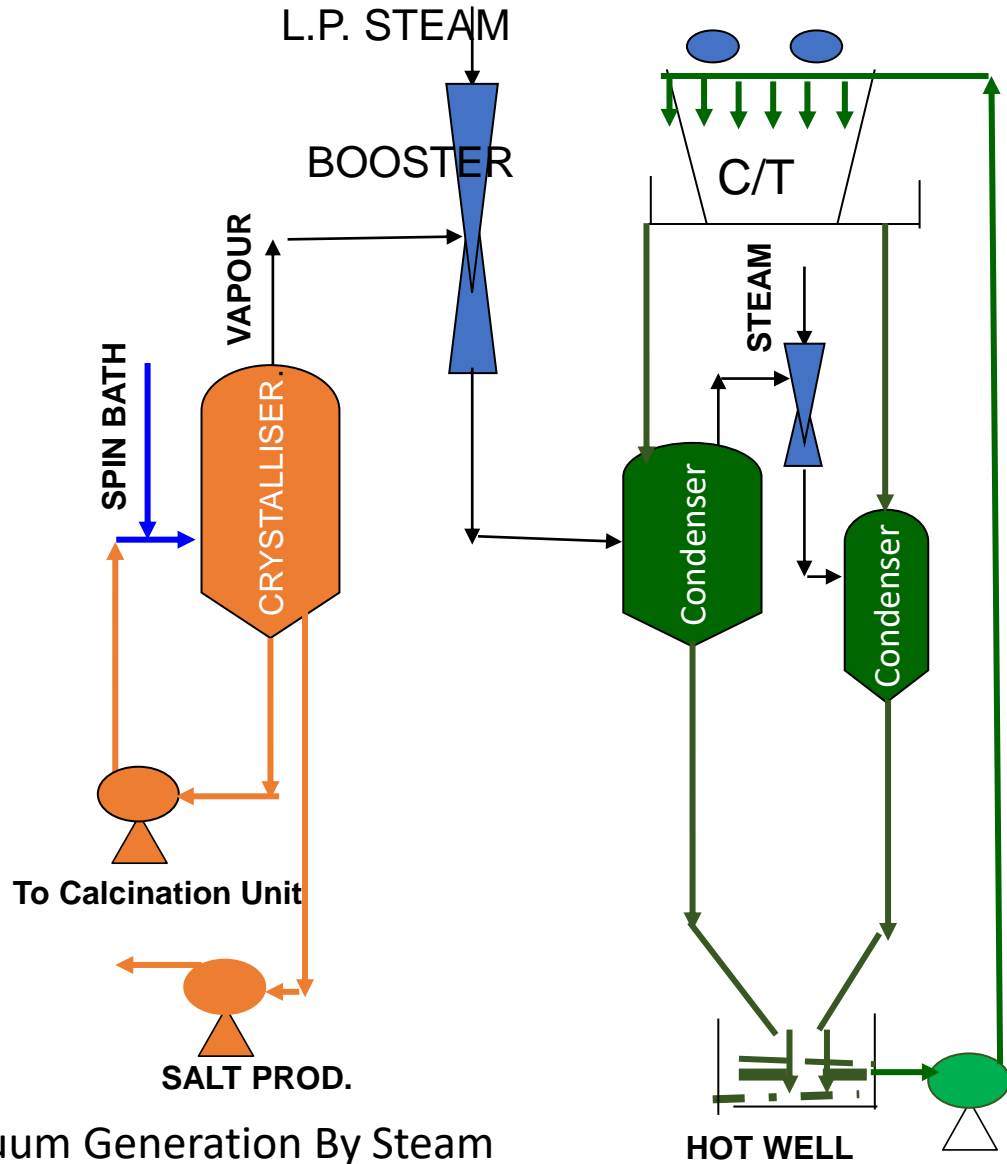 L.P. STEAM
BOOSTER
C/T
VAPOUR
STEAM
SPIN BATH
CRYSTALLISER.
Condenser
Condenser
To Calcination Unit
SALT PROD.
uum Generation By Steam
HOT WELL